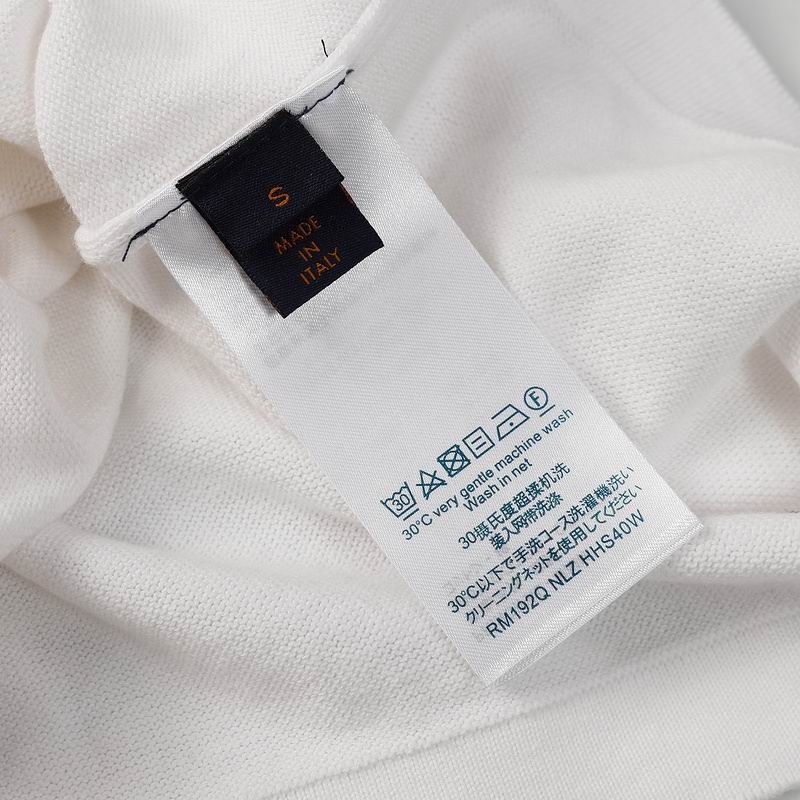 S
MADE
IN
ITALY
30
F
30°C very gentle machine wash
Wash in net
30摄氏度超揉机洗
装入网带洗涤
30℃以下で手洗コース洗濯機洗い
クリーニングネットを使用してください
RM192Q NLZ HHS40W